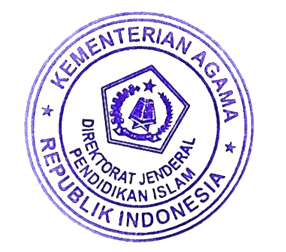 KEMENTERIAN AGAMA
DIREKTORAT JENDERAL
PENDIDIKAN ISLAM
REPUBLIK INDONESIA